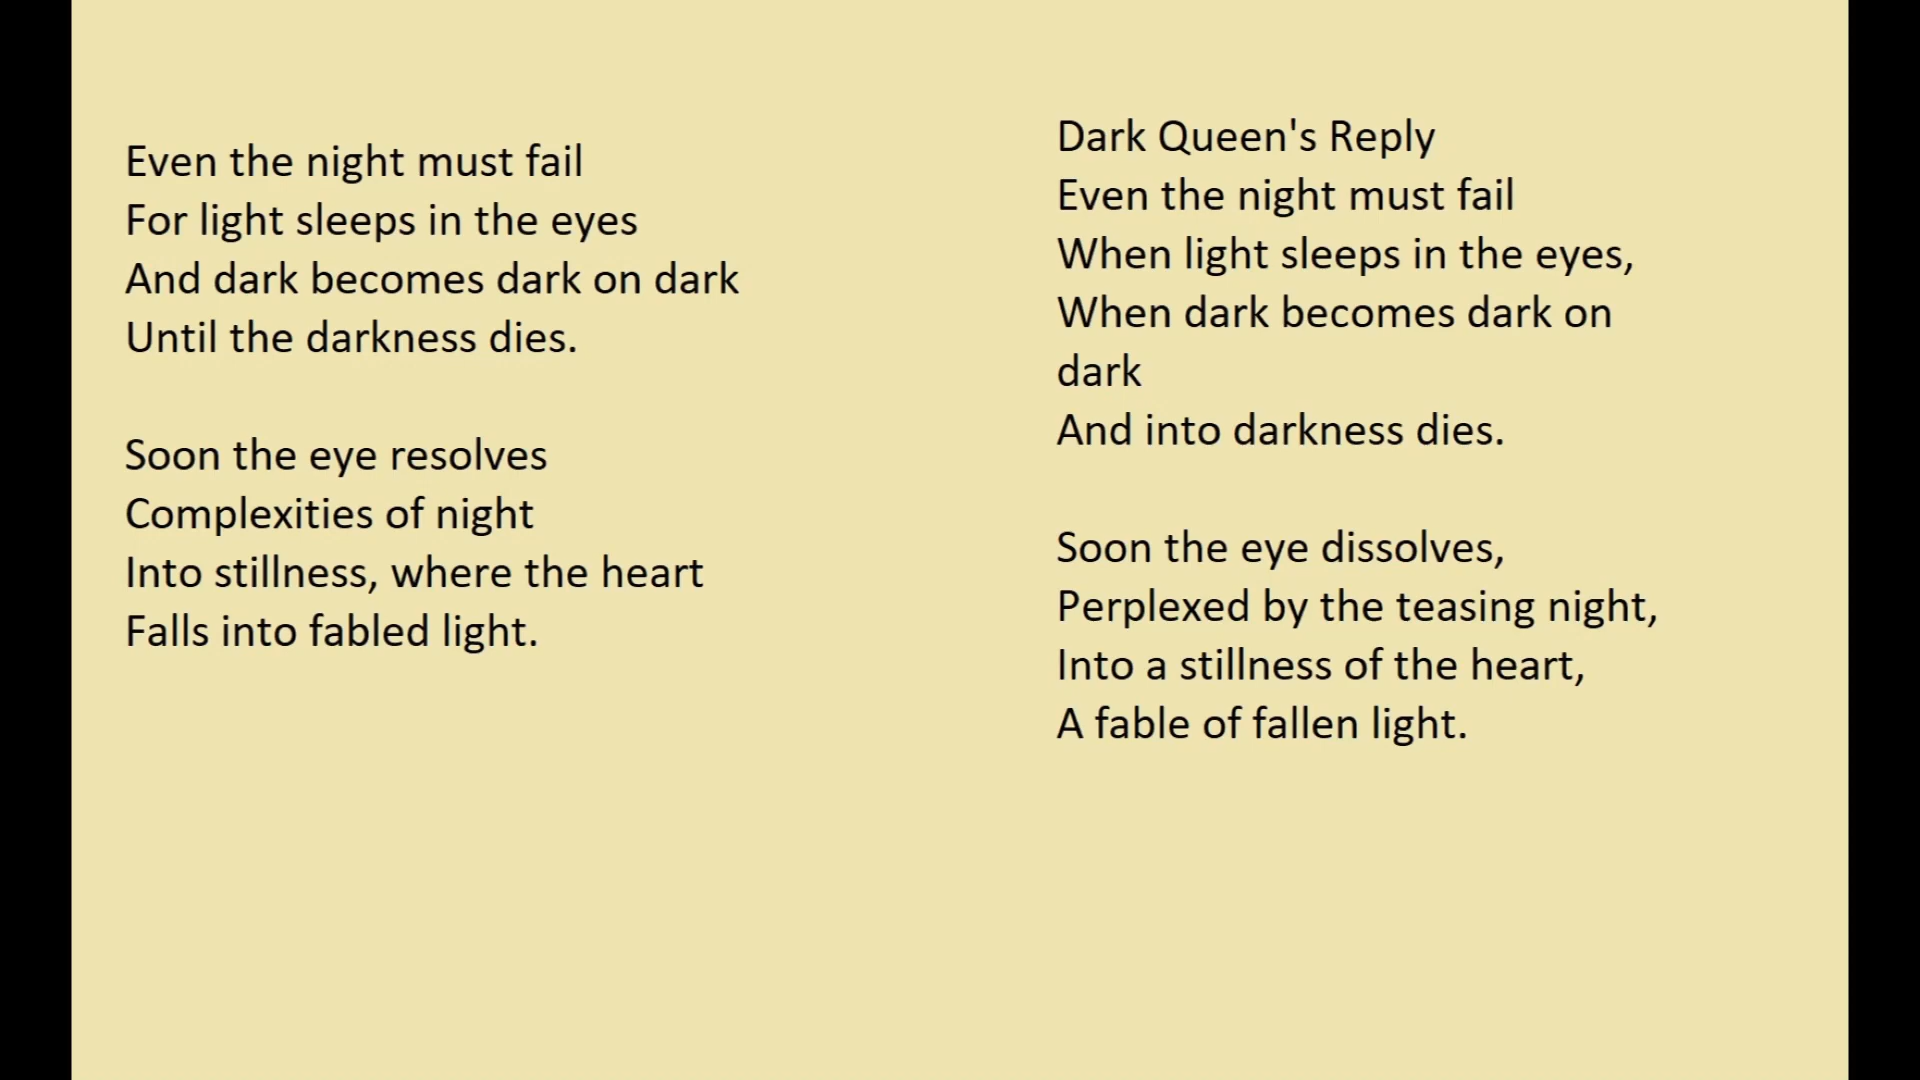 Even the night must fail
For light sleeps in the eyes
And dark becomes dark on dark
Until the darkness dies.

Soon the eye resolves
Complexities of night
Into stillness, where the heart
Falls into fabled light.

Dark Queen's Reply
Even the night must fail
When light sleeps in the eyes,
When dark becomes dark on
dark
And into darkness dies.

Soon the eye dissolves,
Perplexed by the teasing night,
Into a stillness of the heart,
A fable of fallen light.